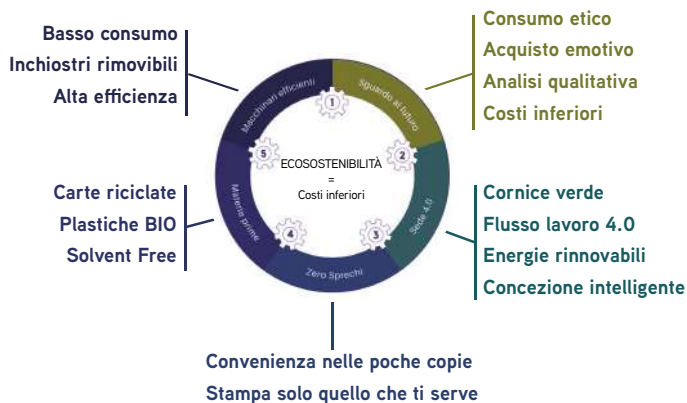 Basso consumo
Inchiostri rimovibili
Alta efficienza
Consumo etico
Acquisto emotivo
Analisi qualitativa
Costi inferiori
Macchinari efficienti
Sguardo al futuro
1
5
2
ECOSOSTENIBILITÀ
=
Costi inferiori
Materie prime
Sede 4.0
4
3
Zero Sprechi
Carte riciclate
Plastiche BIO
Solvent Free
Cornice verde
Flusso lavoro 4.0
Energie rinnovabili
Concezione intelligente
Convenienza nelle poche copie
Stampa solo quello che ti serve